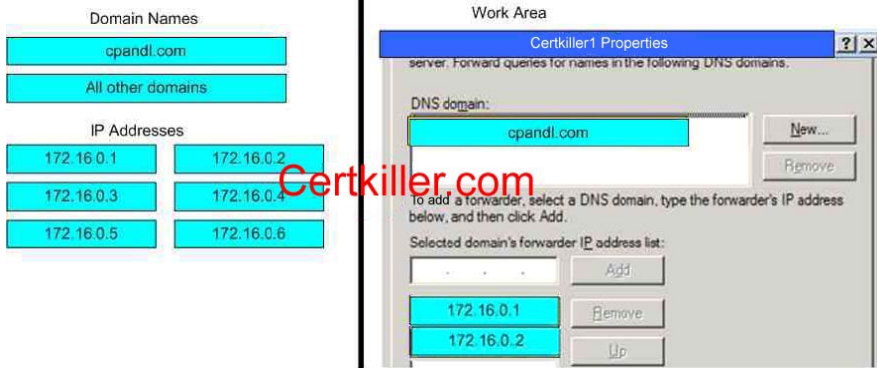 Domain Names
cpandl.com
All other domains
IP Addresses
172.16.0.1 172.16.0.2
172.16.0.3 172.16.0.4
172.16.0.5 172.16.0.6
Certkiller.com
Work Area
Certkiller1 Properties
server. Forward queries for names in the following DNS domains.
DNS domain:
cpandl.com
New...
Remove
To add a forwarder, select a DNS domain, type the forwarder's IP address
below, and then click Add.
Selected domain's forwarder IP address list:
Add
172.16.0.1
Remove
172.16.0.2
Up